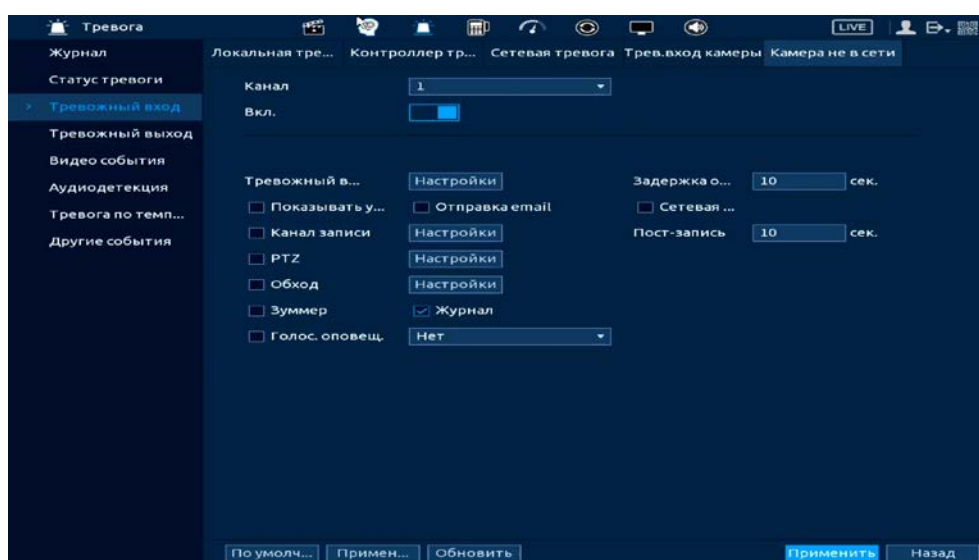 Тревога LIVE
Журнал
Статус тревоги
Тревожный вход
Тревожный выход
Видео события
Аудиодетекция
Тревога по темп...
Другие события
Локальная тре... Контроллер тр... Сетевая тревога Трев.вход камеры Камера не в сети
Канал 1
Вкл.
Тревожный в... Настройки Задержка о... 10 сек.
Показывать у... Отправка email Сетевая ...
Канал записи Настройки Пост-запись 10 сек.
PTZ Настройки
Обход Настройки
Зуммер Журнал
Голос. оповещ. Нет
По умолч... Примен... Обновить Применить Назад